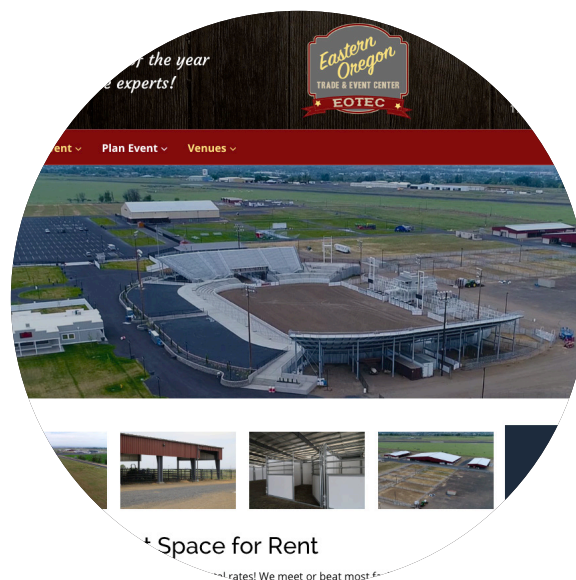 of the year
experts!
Eastern
Oregon
TRADE & EVENT CENTER
EOTEC
Plan Event
Venues
Space for Rent
rates! We meet or beat most